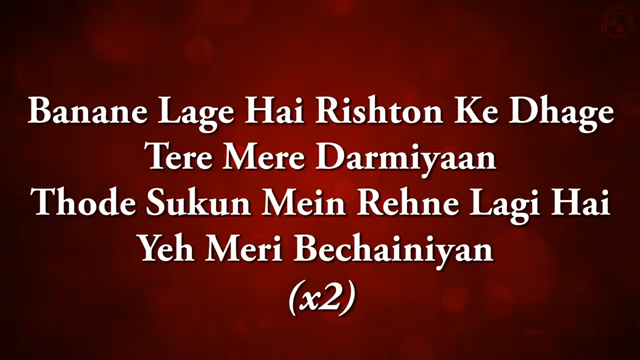 Banane Lage Hai Rishton Ke Dhage
Tere Mere Darmiyaan
Thode Sukun Mein Rehne Lagi Hai
Yeh Meri Bechainiyan
(x2)